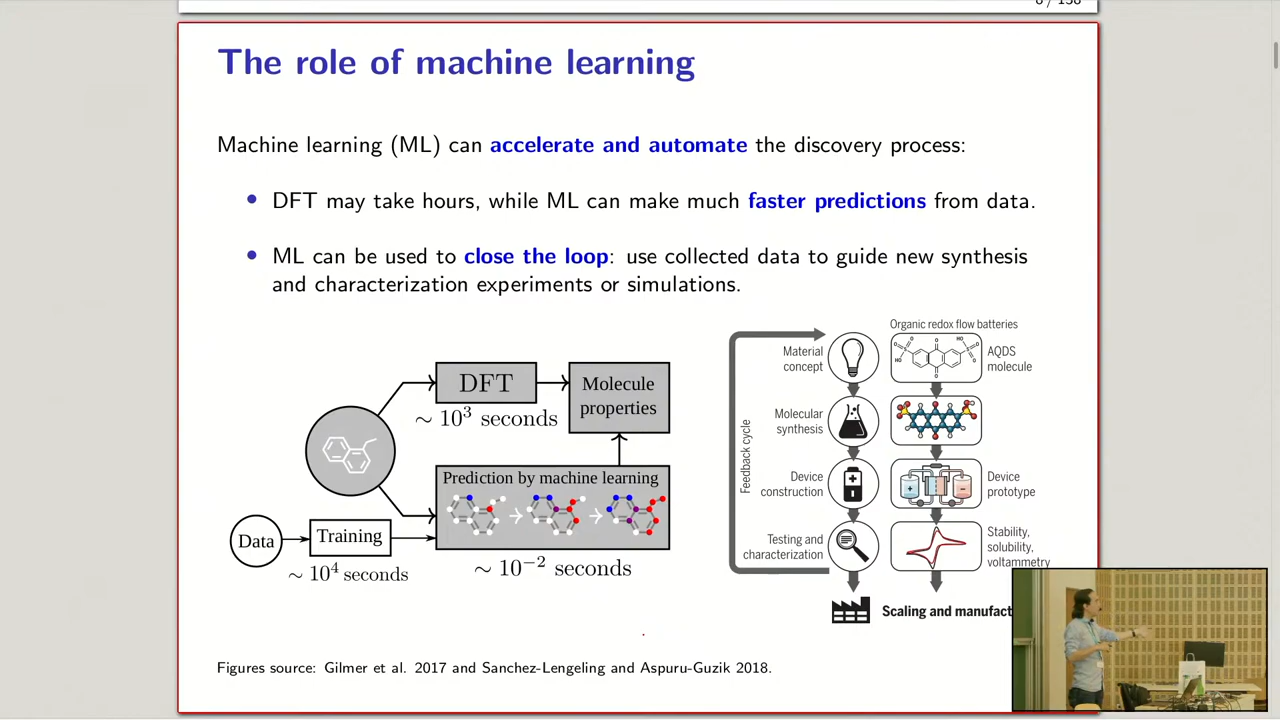 The role of machine learning
Machine learning (ML) can accelerate and automate the discovery process:
• DFT may take hours, while ML can make much faster predictions from data.
• ML can be used to close the loop: use collected data to guide new synthesis
and characterization experiments or simulations.
DFT
∼ 10³ seconds
Molecule
properties
Prediction by machine learning
∼ 10⁻² seconds
Data
Training
∼ 10⁴ seconds
Organic redox flow batteries
Feedback cycle
Material
concept
HO
O
O
HO
AQDS
molecule
Molecular
synthesis
Device
construction
Device
prototype
Testing and
characterization
Stability,
solubility,
voltammetry
Scaling and manufact
Figures source: Gilmer et al. 2017 and Sanchez-Lengeling and Aspuru-Guzik 2018.